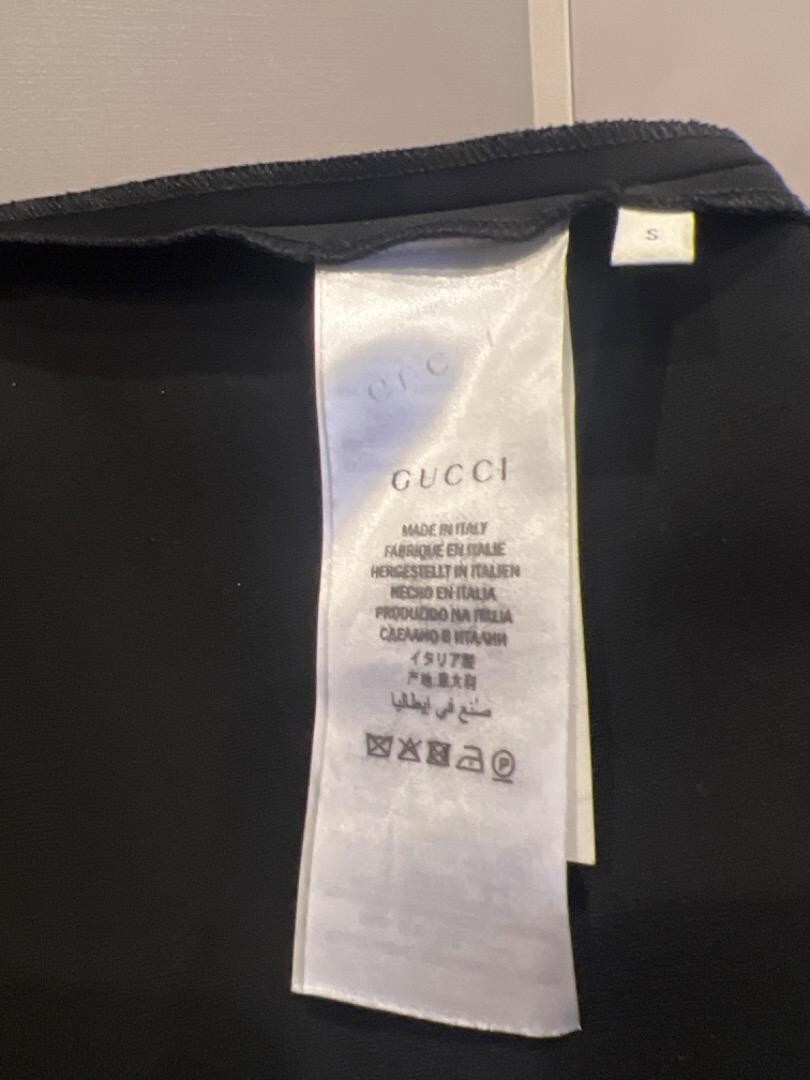 S
GUCCI
MADE IN ITALY
FABRIQUE EN ITALIE
HERGESTELLT IN ITALIEN
HECHO EN ITALIA
PRODUZIDO NA ITALIA
СДЕЛАНО В ИТАЛИИ
イタリア製
产地 意大利
صنع في إيطاليا
P